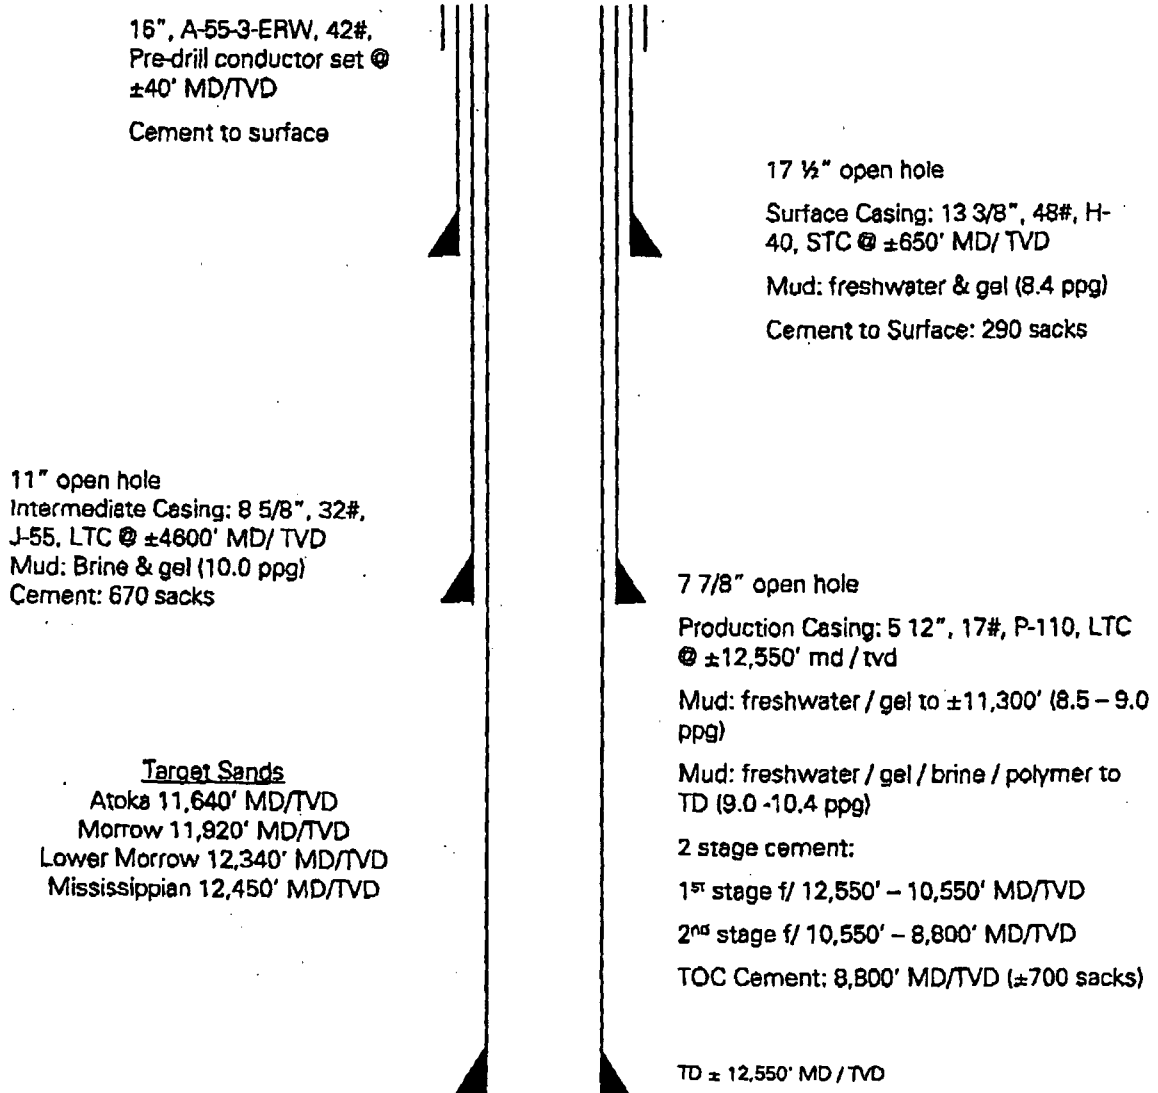 16", A-55-3-ERW, 42#,
Pre-drill conductor set @
±40' MD/TVD
Cement to surface
17 ½" open hole
Surface Casing: 13 3/8", 48#, H-
40, STC @ ±650' MD/ TVD
Mud: freshwater & gel (8.4 ppg)
Cement to Surface: 290 sacks
11" open hole
Intermediate Casing: 8 5/8", 32#,
J-55, LTC @ ±4600' MD/ TVD
Mud: Brine & gel (10.0 ppg)
Cement: 670 sacks
7 7/8" open hole
Production Casing: 5 12", 17#, P-110, LTC
@ ±12,550' md / tvd
Mud: freshwater / gel to ±11,300' (8.5 – 9.0
ppg)
Mud: freshwater / gel / brine / polymer to
TD (9.0 -10.4 ppg)
2 stage cement:
1ST stage f/ 12,550' – 10,550' MD/TVD
2nd stage f/ 10,550' – 8,800' MD/TVD
TOC Cement: 8,800' MD/TVD (±700 sacks)
Target Sands
Atoka 11,640' MD/TVD
Morrow 11,920' MD/TVD
Lower Morrow 12,340' MD/TVD
Mississippian 12,450' MD/TVD
TD ± 12,550' MD / TVD